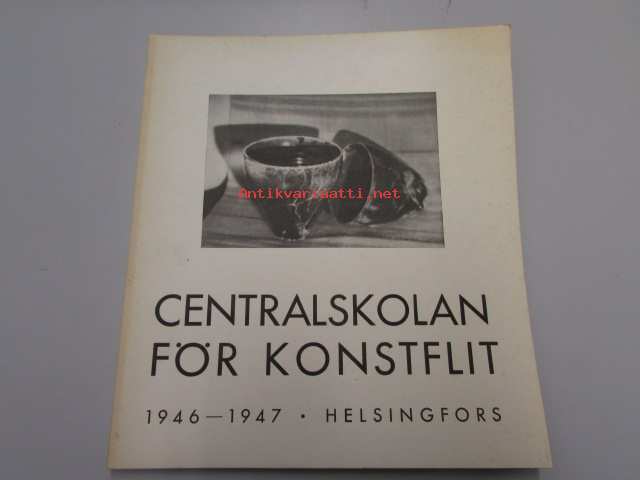 Antikvariaatti.net
CENTRALSKOLAN
FÖR KONSTFLIT
1946—1947 • HELSINGFORS